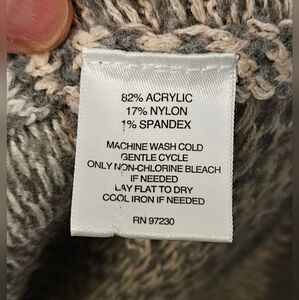 82% ACRYLIC
17% NYLON
1% SPANDEX
MACHINE WASH COLD
GENTLE CYCLE
ONLY NON-CHLORINE BLEACH
IF NEEDED
LAY FLAT TO DRY
COOL IRON IF NEEDED
RN 97230